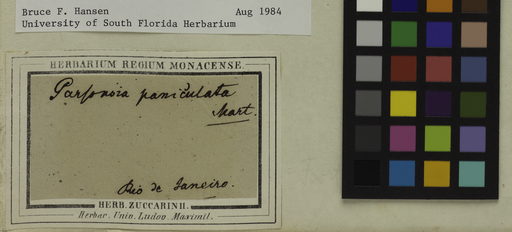 Bruce F. Hansen Aug 1984
University of South Florida Herbarium
HERBARIUM REGIUM MONACENSE.
Parsonsia paniculata
Mart.
Rio de Janeiro.
HERB. ZUCCARINII.
Herbar. Univ. Ludov. Maximil.